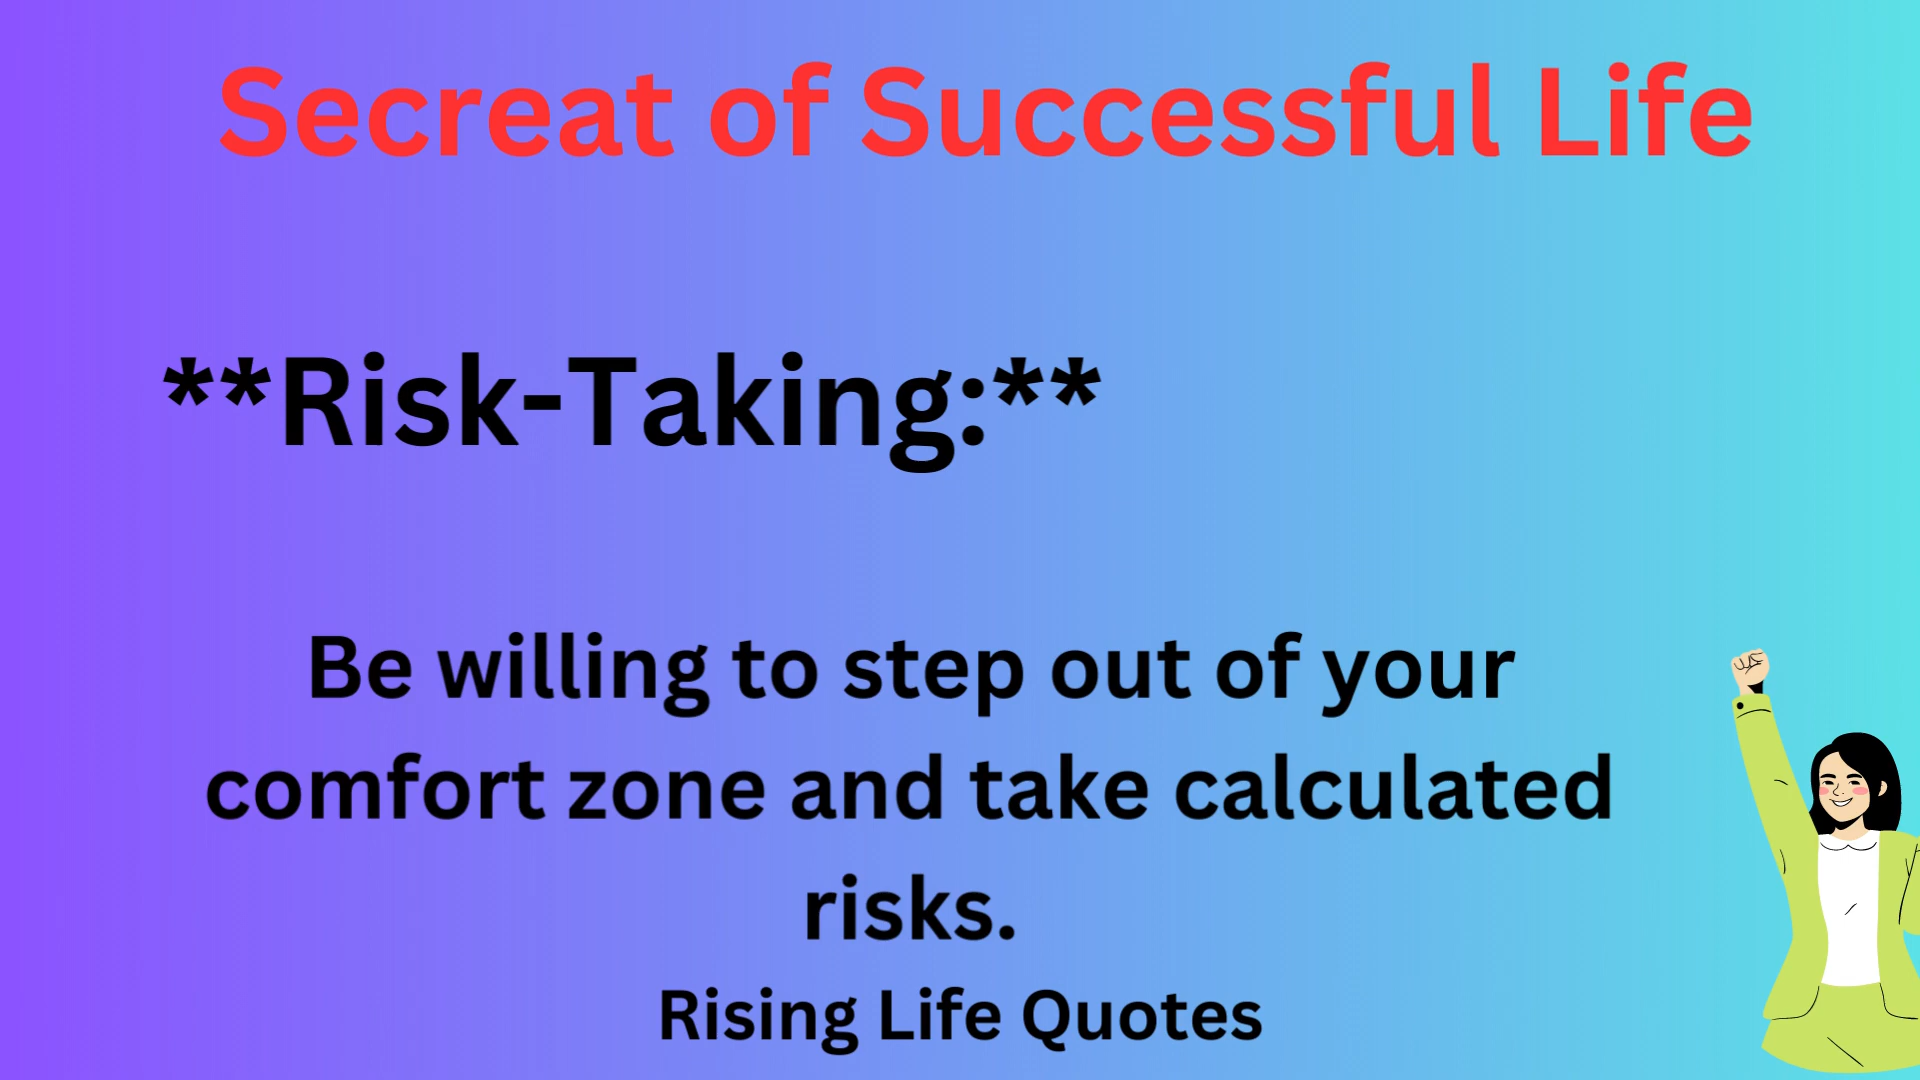 Secreat of Successful Life
**Risk-Taking:**
Be willing to step out of your
comfort zone and take calculated
risks.
Rising Life Quotes